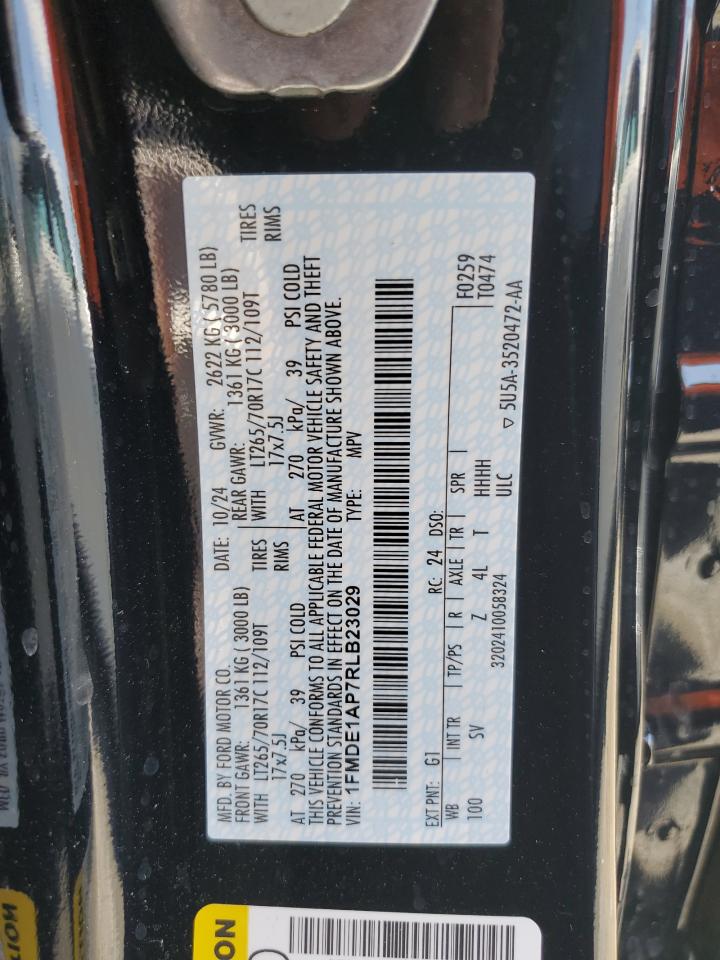 MFD. BY FORD MOTOR CO.
DATE: 10/24 GVWR: 2622 KG ( 5780 LB)
FRONT GAWR: 1361 KG ( 3000 LB)
REAR GAWR: 1361 KG ( 3000 LB)
WITH LT265/70R17C 112/109T TIRES
WITH LT265/70R17C 112/109T TIRES
17x7.5J RIMS
17x7.5J RIMS
AT 270 kPa/ 39 PSI COLD
AT 270 kPa/ 39 PSI COLD
THIS VEHICLE CONFORMS TO ALL APPLICABLE FEDERAL MOTOR VEHICLE SAFETY AND THEFT
PREVENTION STANDARDS IN EFFECT ON THE DATE OF MANUFACTURE SHOWN ABOVE.
VIN: 1FMDE1AP7RLB23029 TYPE: MPV
EXT PNT: G1 RC: 24 DSO: F0259
WB INT TR TP/PS R AXLE TR SPR T0474
100 SV Z 4L T HHHH
3202410058324 ULC ▽ 5U5A-3520472-AA